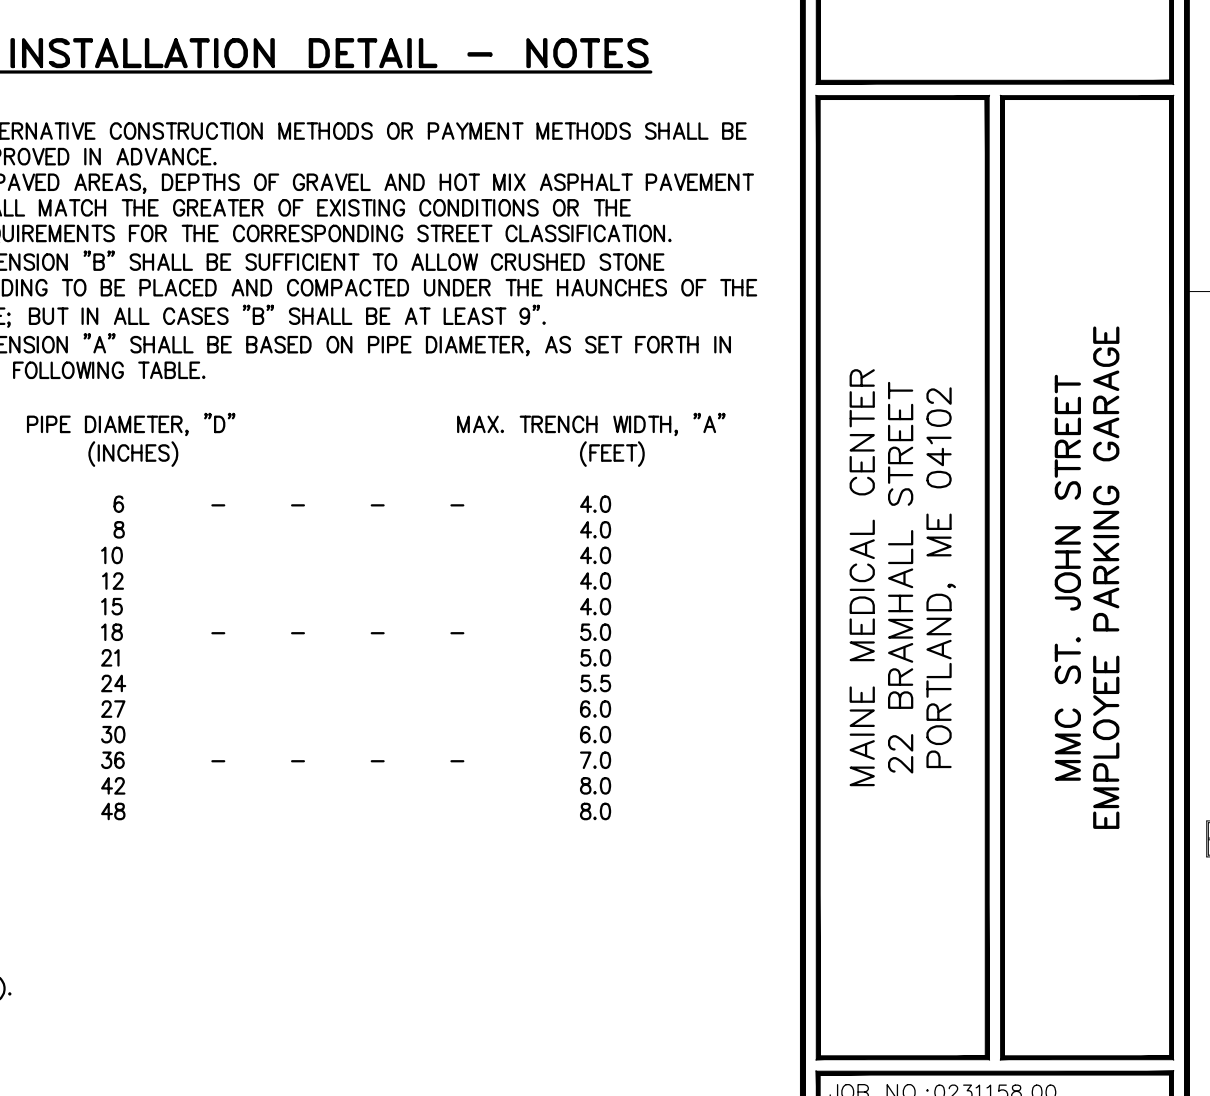 INSTALLATION DETAIL – NOTES
ERNATIVE CONSTRUCTION METHODS OR PAYMENT METHODS SHALL BE
PROVED IN ADVANCE.
PAVED AREAS, DEPTHS OF GRAVEL AND HOT MIX ASPHALT PAVEMENT
ALL MATCH THE GREATER OF EXISTING CONDITIONS OR THE
QUIREMENTS FOR THE CORRESPONDING STREET CLASSIFICATION.
ENSION "B" SHALL BE SUFFICIENT TO ALLOW CRUSHED STONE
DING TO BE PLACED AND COMPACTED UNDER THE HAUNCHES OF THE
E; BUT IN ALL CASES "B" SHALL BE AT LEAST 9".
ENSION "A" SHALL BE BASED ON PIPE DIAMETER, AS SET FORTH IN
FOLLOWING TABLE.
PIPE DIAMETER, "D" MAX. TRENCH WIDTH, "A"
(INCHES) (FEET)
6 – – – – 4.0
8 4.0
10 4.0
12 4.0
15 4.0
18 – – – – 5.0
21 5.0
24 5.5
27 6.0
30 6.0
36 – – – – 7.0
42 8.0
48 8.0
).
MAINE MEDICAL CENTER
22 BRAMHALL STREET
PORTLAND, ME 04102
MMC ST. JOHN STREET
EMPLOYEE PARKING GARAGE
JOB NO.:0231158.00